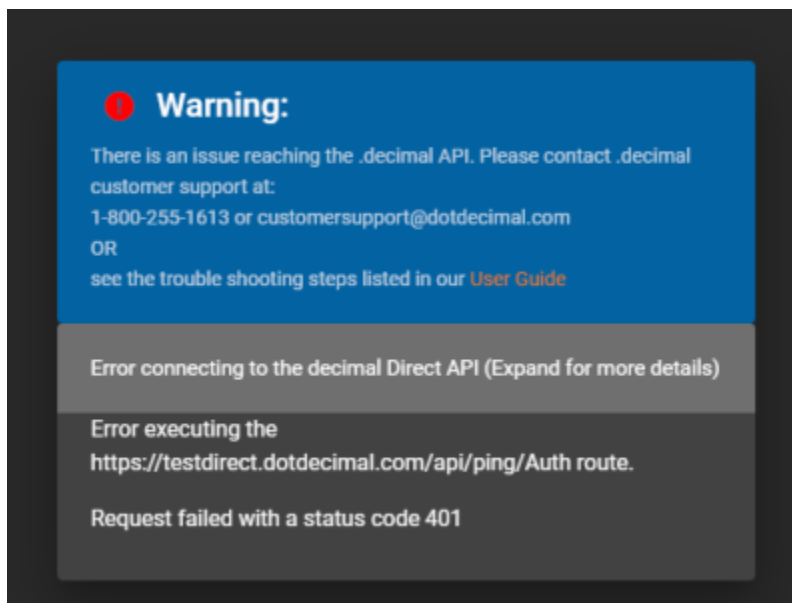 Warning:
There is an issue reaching the .decimal API. Please contact .decimal
customer support at:
1-800-255-1613 or customersupport@dotdecimal.com
OR
see the trouble shooting steps listed in our User Guide
Error connecting to the decimal Direct API (Expand for more details)
Error executing the
https://testdirect.dotdecimal.com/api/ping/Auth route.
Request failed with a status code 401